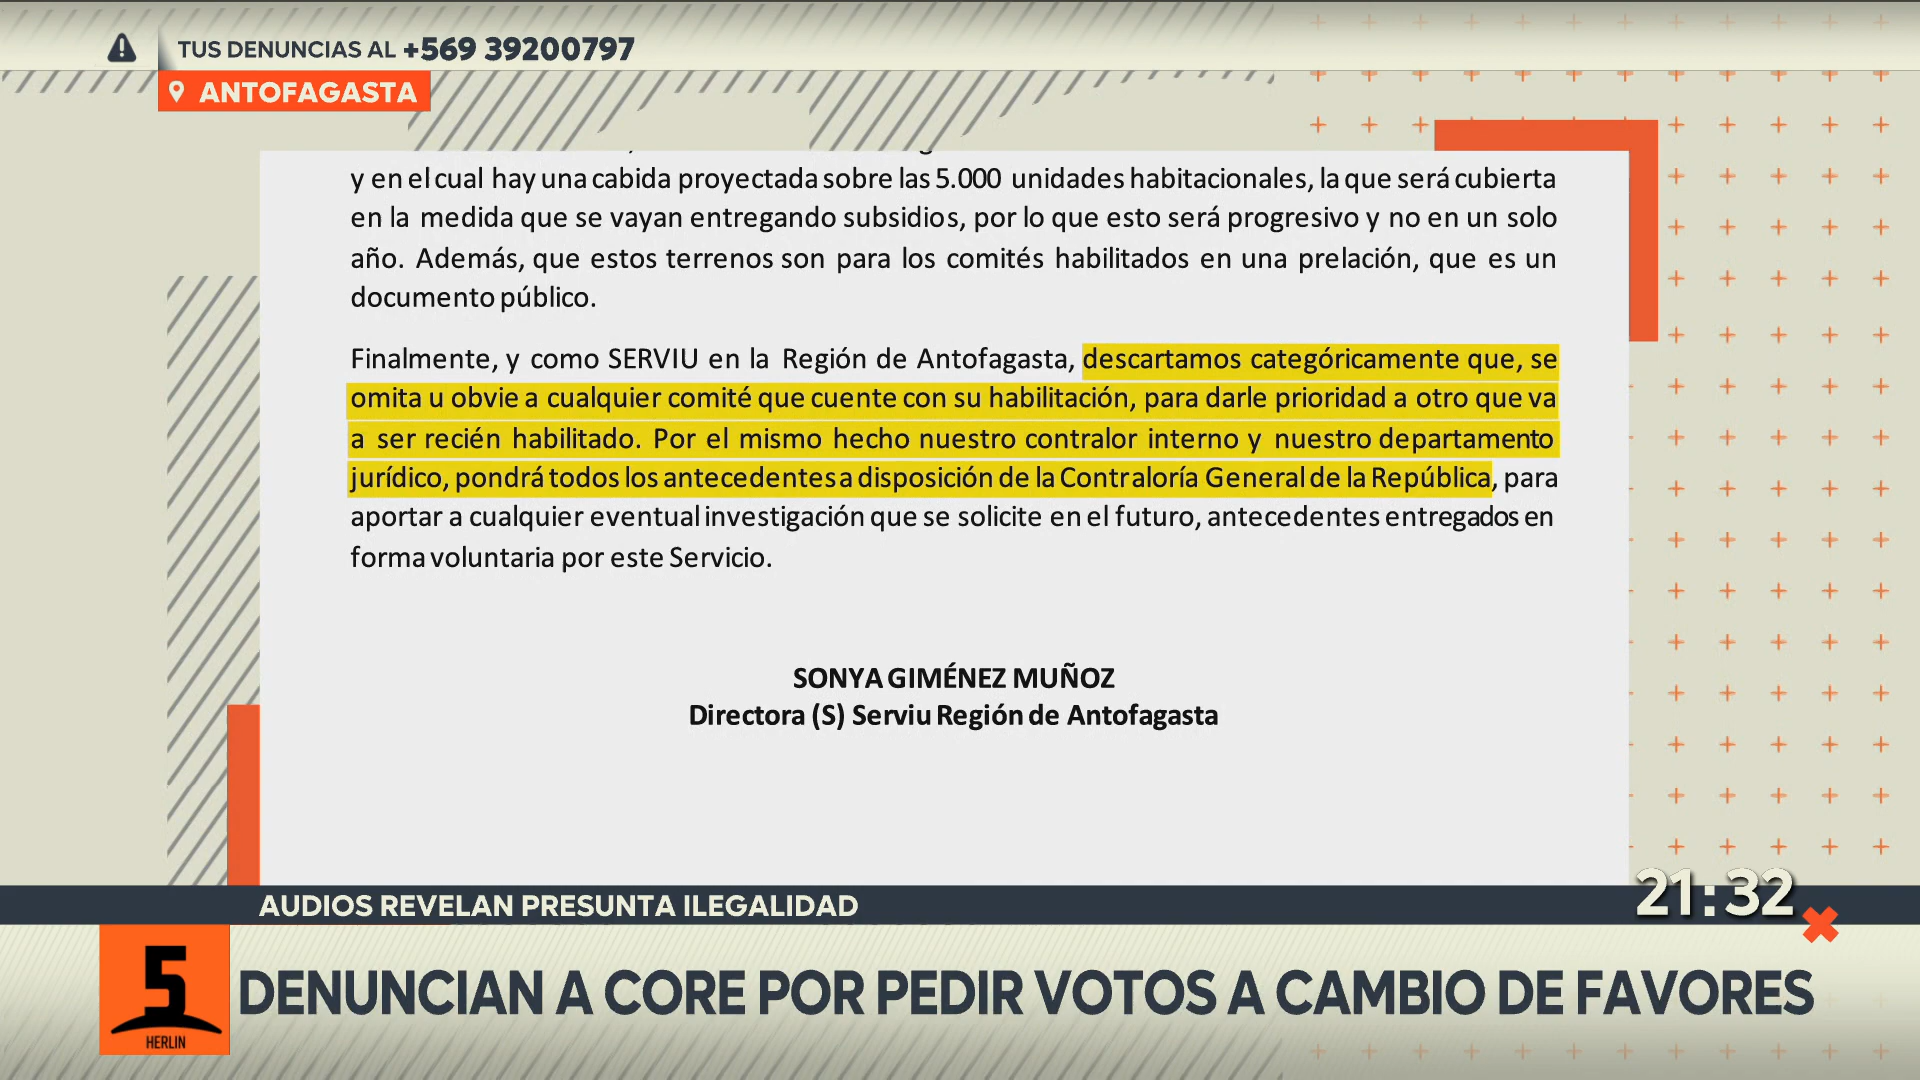 TUS DENUNCIAS AL +569 39200797
ANTOFAGASTA
y en el cual hay una cabida proyectada sobre las 5.000 unidades habitacionales, la que será cubierta
en la medida que se vayan entregando subsidios, por lo que esto será progresivo y no en un solo
año. Además, que estos terrenos son para los comités habilitados en una prelación, que es un
documento público.
Finalmente, y como SERVIU en la Región de Antofagasta, descartamos categóricamente que, se
omita u obvie a cualquier comité que cuente con su habilitación, para darle prioridad a otro que va
a ser recién habilitado. Por el mismo hecho nuestro contralor interno y nuestro departamento
jurídico, pondrá todos los antecedentes a disposición de la Contraloría General de la República, para
aportar a cualquier eventual investigación que se solicite en el futuro, antecedentes entregados en
forma voluntaria por este Servicio.
SONYA GIMÉNEZ MUÑOZ
Directora (S) Serviu Región de Antofagasta
AUDIOS REVELAN PRESUNTA ILEGALIDAD
21:32
5
HERLIN
DENUNCIAN A CORE POR PEDIR VOTOS A CAMBIO DE FAVORES